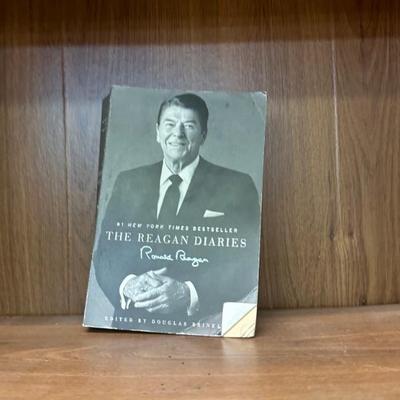 #1 NEW YORK TIMES BESTSELLER
THE REAGAN DIARIES
Ronald Reagan
EDITED BY DOUGLAS BRINKL